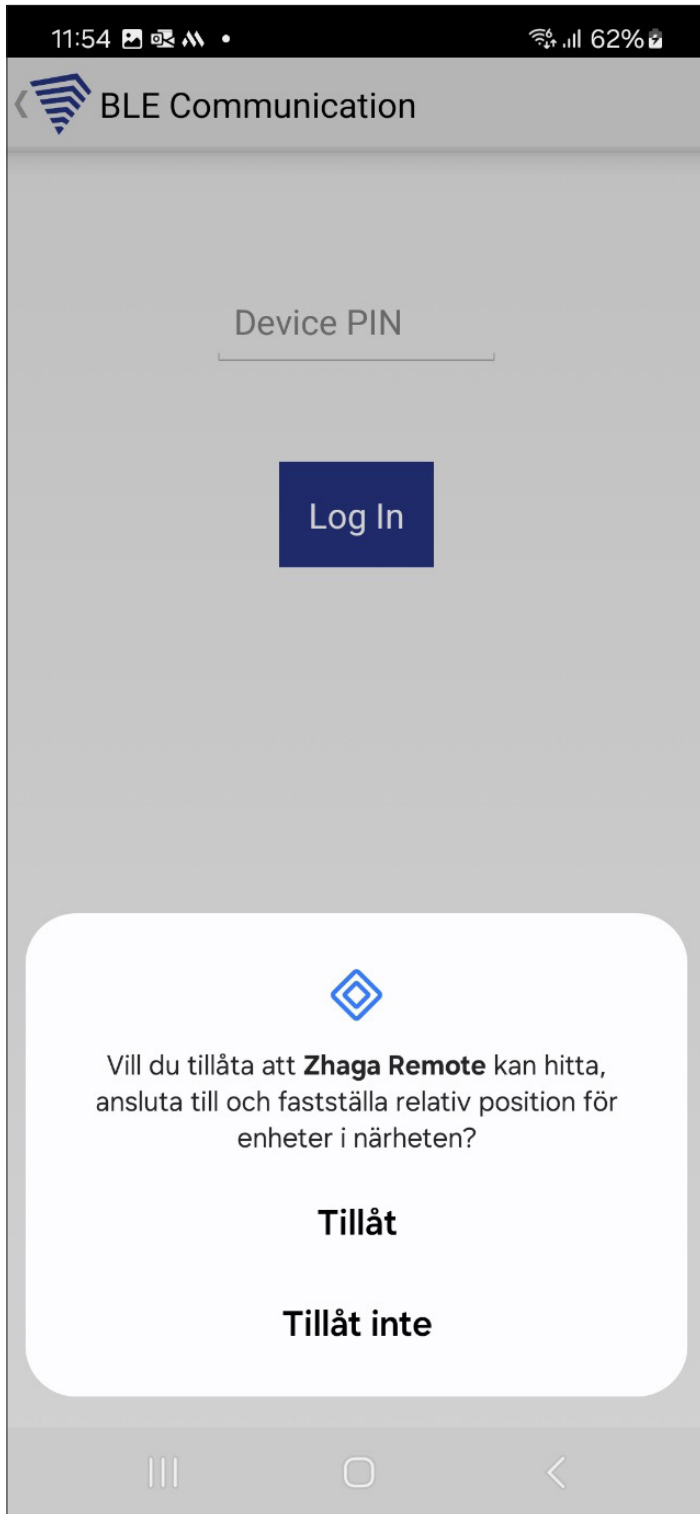 11:54
62%
BLE Communication
Device PIN
Log In
Vill du tillåta att Zhaga Remote kan hitta,
ansluta till och fastställa relativ position för
enheter i närheten?
Tillåt
Tillåt inte